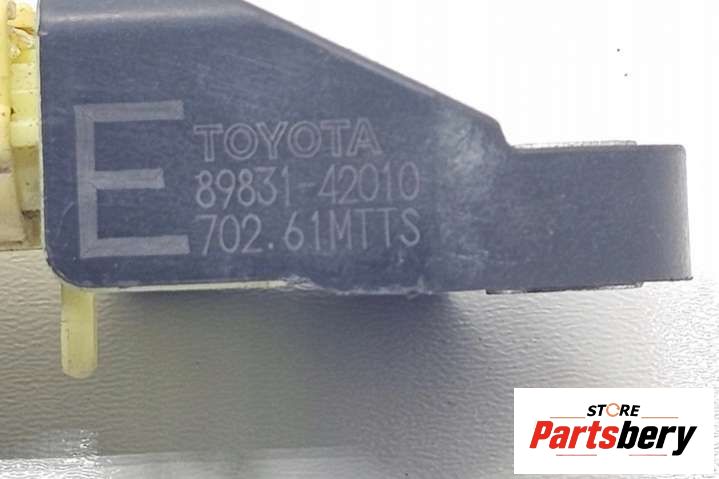 E
TOYOTA
89831-42010
702.61MTTS
STORE
Partsbery